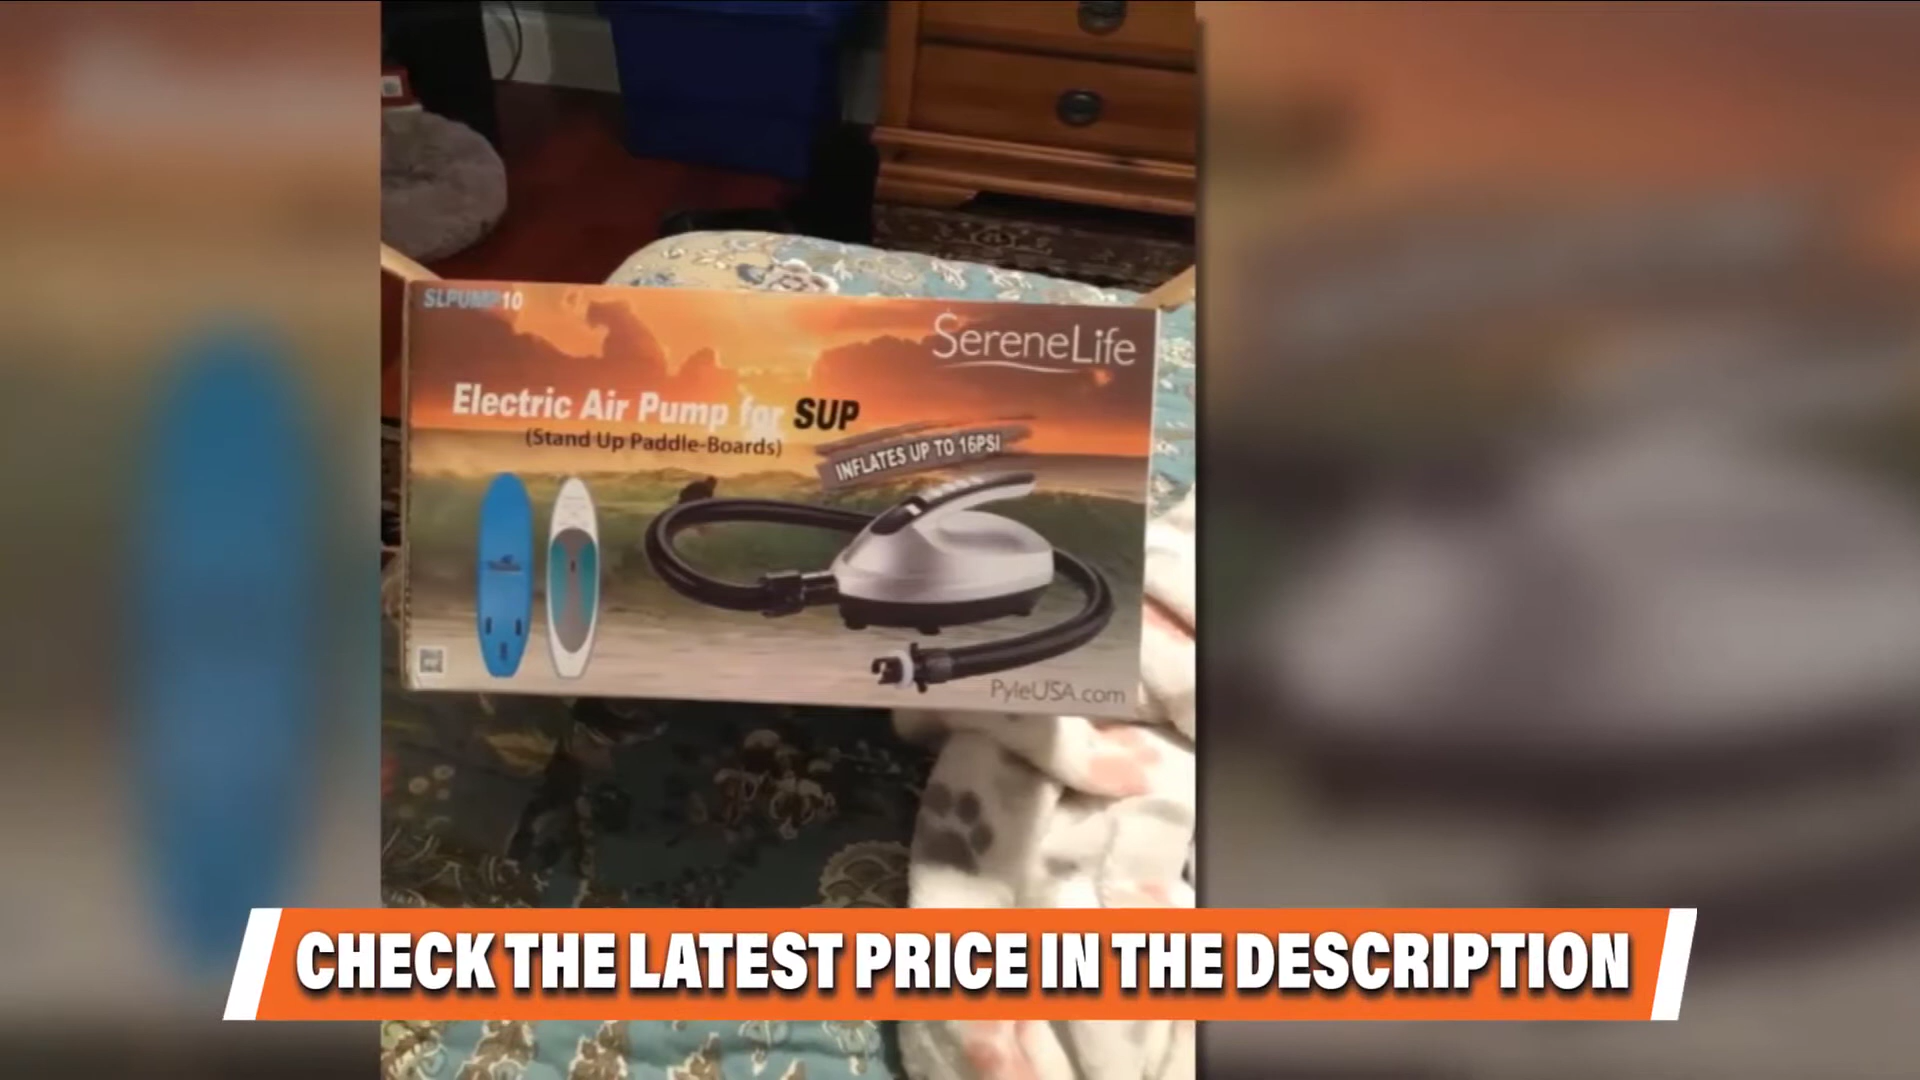 SLPUMP10
SereneLife
Electric Air Pump for SUP
(Stand Up Paddle-Boards)
INFLATES UP TO 16PSI
PyleUSA.com
CHECK THE LATEST PRICE IN THE DESCRIPTION